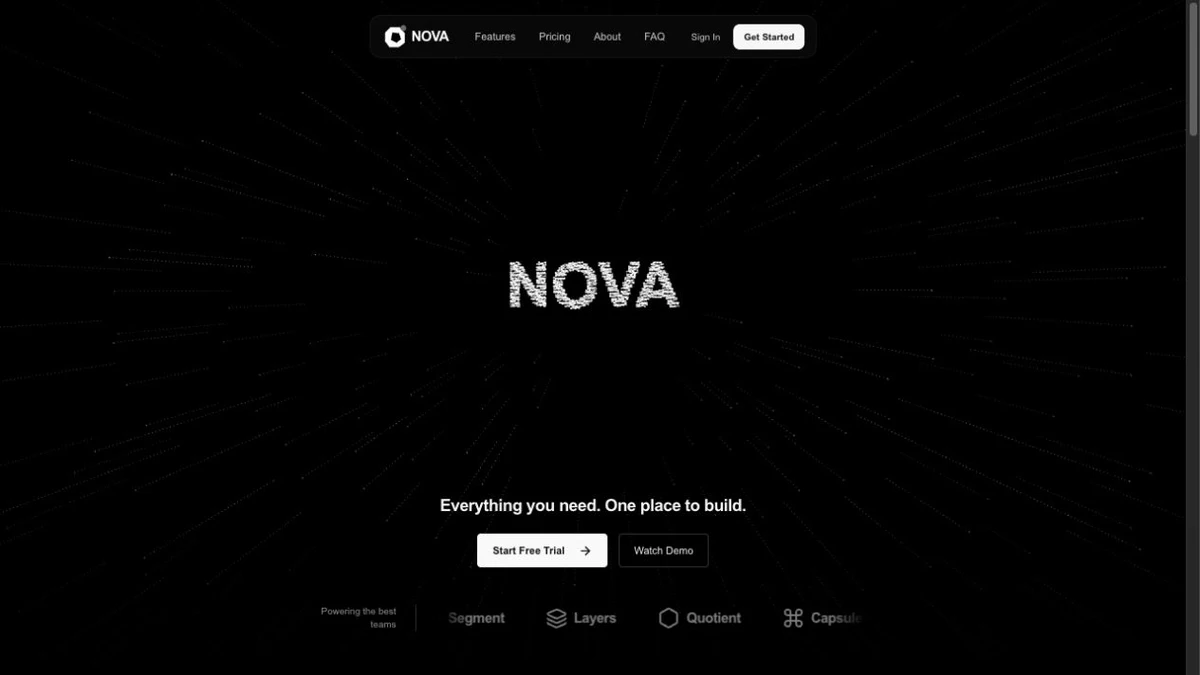 NOVA
Features
Pricing
About
FAQ
Sign In
Get Started
NOVA
Everything you need. One place to build.
Start Free Trial
Watch Demo
Powering the best
teams
Segment
Layers
Quotient
Capsule